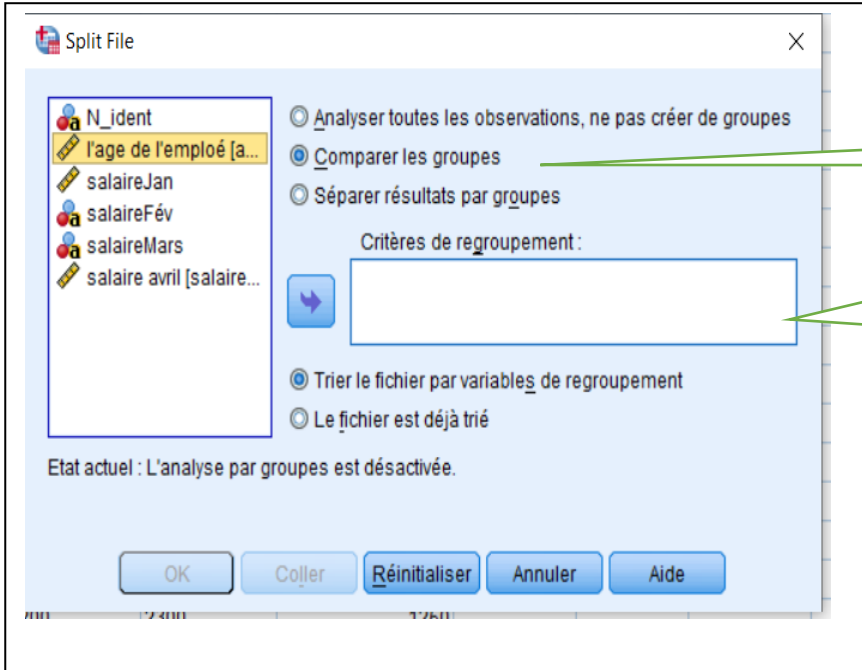 Split File
N_ident
l'age de l'emploé [a...
salaireJan
salaireFév
salaireMars
salaire avril [salaire...
Analyser toutes les observations, ne pas créer de groupes
Comparer les groupes
Séparer résultats par groupes
Critères de regroupement :
Trier le fichier par variables de regroupement
Le fichier est déjà trié
Etat actuel : L'analyse par groupes est désactivée.
OK
Coller
Réinitialiser
Annuler
Aide